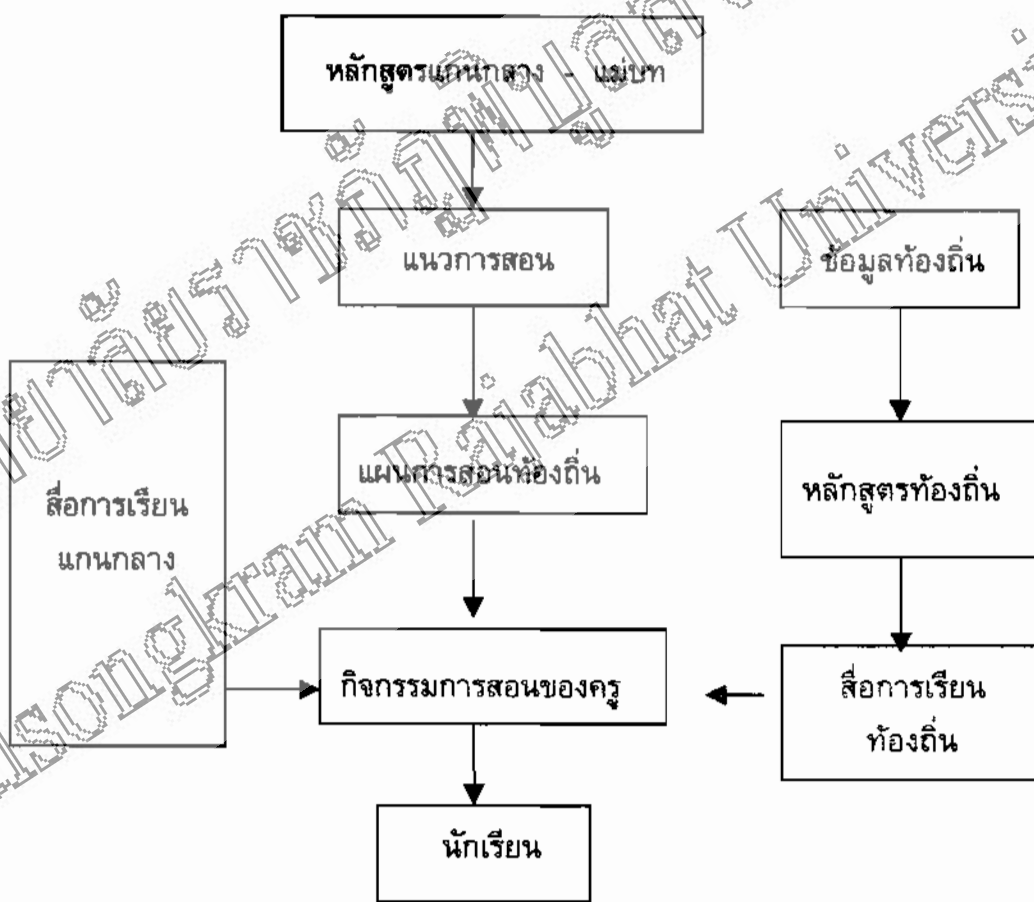 หลักสูตรแกนกลาง - แม่บท
แนวการสอน
ข้อมูลท้องถิ่น
แผนการสอนท้องถิ่น
หลักสูตรท้องถิ่น
สื่อการเรียน
แกนกลาง
กิจกรรมการสอนของครู
สื่อการเรียน
ท้องถิ่น
นักเรียน
songkram Rajabhat Univers